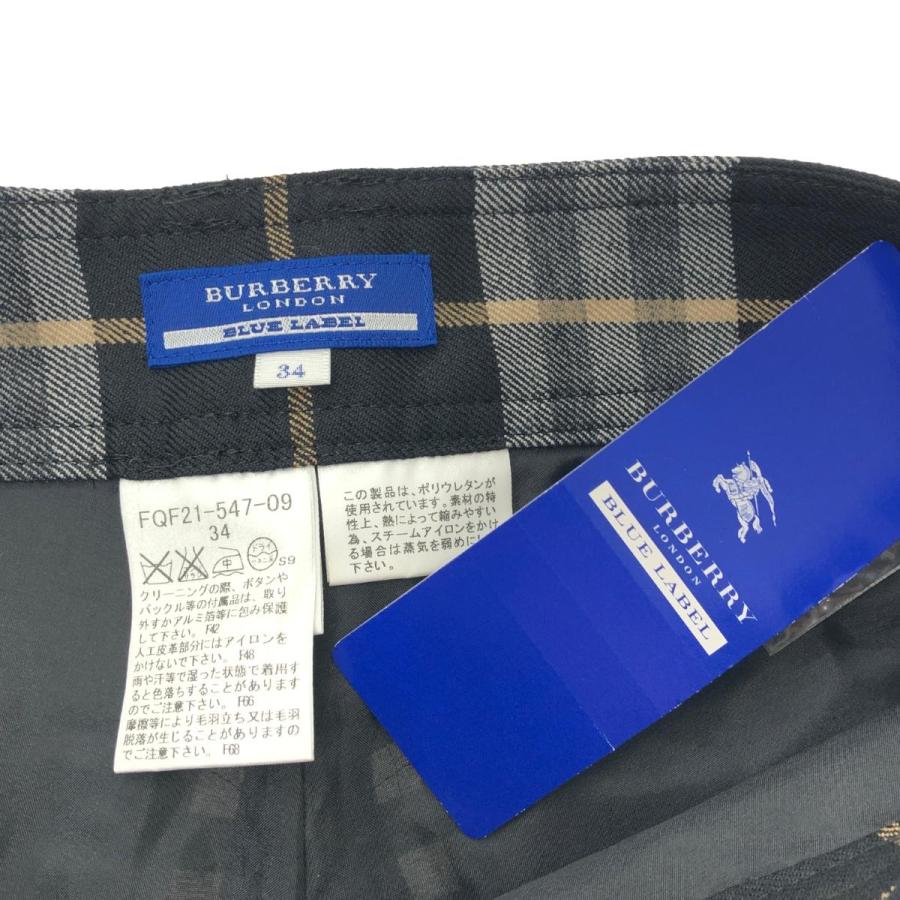 BURBERRY
LONDON
BLUE LABEL
34
FQF21-547-09
34
中
ドライ
S9
クリーニングの際、ボタンや
バックル等の付属品は、取り
外すかアルミ箔等に包み保護
して下さい。F42
人工皮革部分にはアイロンを
かけないで下さい。F48
雨や汗等で湿った状態で着用す
ると色落ちすることがあります
のでご注意下さい。F66
摩擦等により毛羽立ち又は毛羽
脱落が生じることがありますの
でご注意下さい。F68
この製品は、ポリウレタンが
使用されています。素材の特
性上、熱によって縮みやすい
為、スチームアイロンをかけ
る場合は蒸気を弱めにし
て下さい。
BURBERRY
LONDON
BLUE LABEL